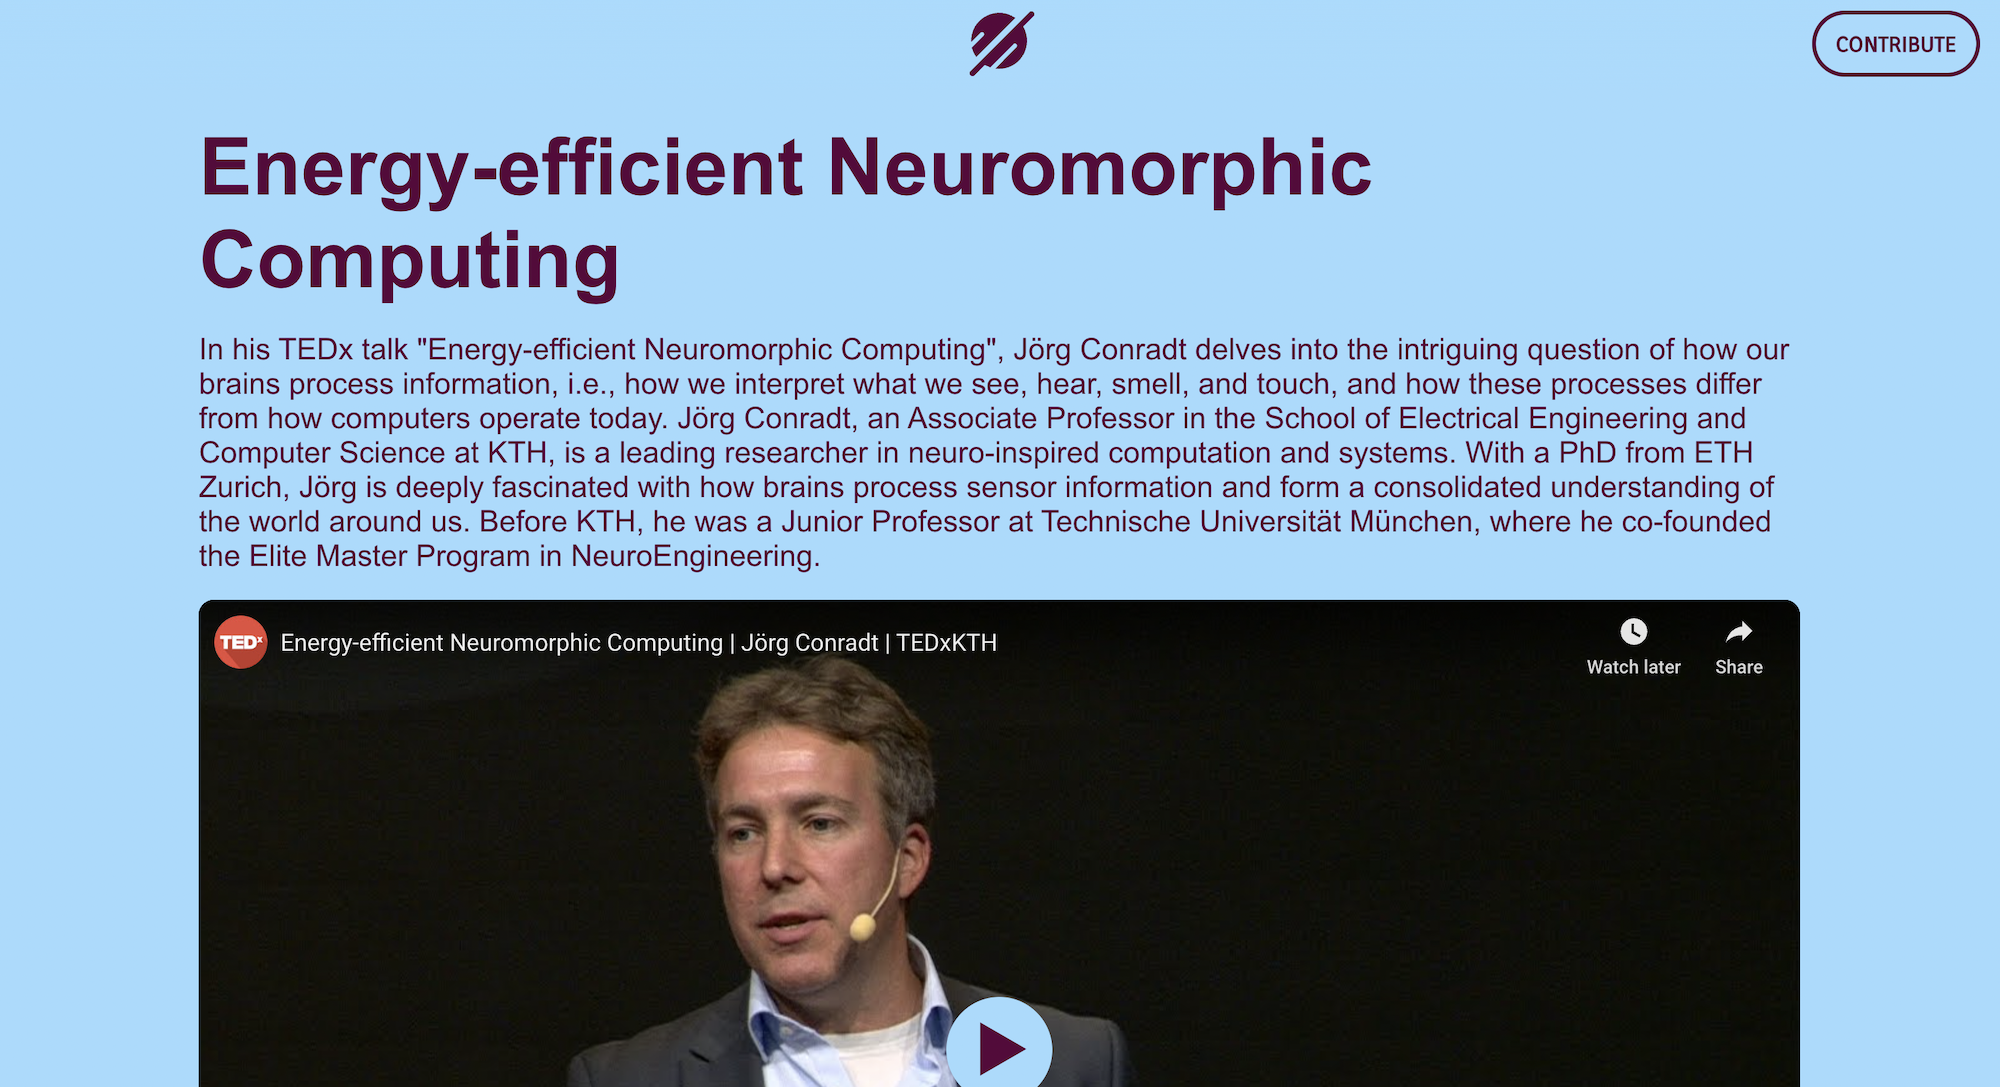 CONTRIBUTE
Energy-efficient Neuromorphic
Computing
In his TEDx talk "Energy-efficient Neuromorphic Computing", Jörg Conradt delves into the intriguing question of how our
brains process information, i.e., how we interpret what we see, hear, smell, and touch, and how these processes differ
from how computers operate today. Jörg Conradt, an Associate Professor in the School of Electrical Engineering and
Computer Science at KTH, is a leading researcher in neuro-inspired computation and systems. With a PhD from ETH
Zurich, Jörg is deeply fascinated with how brains process sensor information and form a consolidated understanding of
the world around us. Before KTH, he was a Junior Professor at Technische Universität München, where he co-founded
the Elite Master Program in NeuroEngineering.
TEDx
Energy-efficient Neuromorphic Computing | Jörg Conradt | TEDxKTH
Watch later
Share